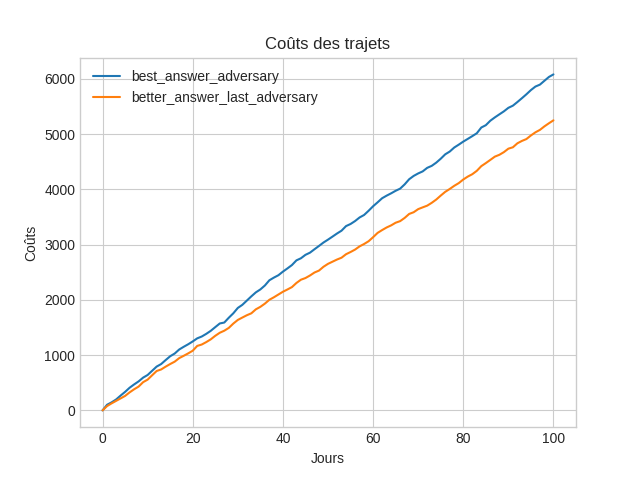 Coûts des trajets
best_answer_adversary
better_answer_last_adversary
6000
5000
4000
3000
2000
1000
0
Coûts
0 20 40 60 80 100
Jours